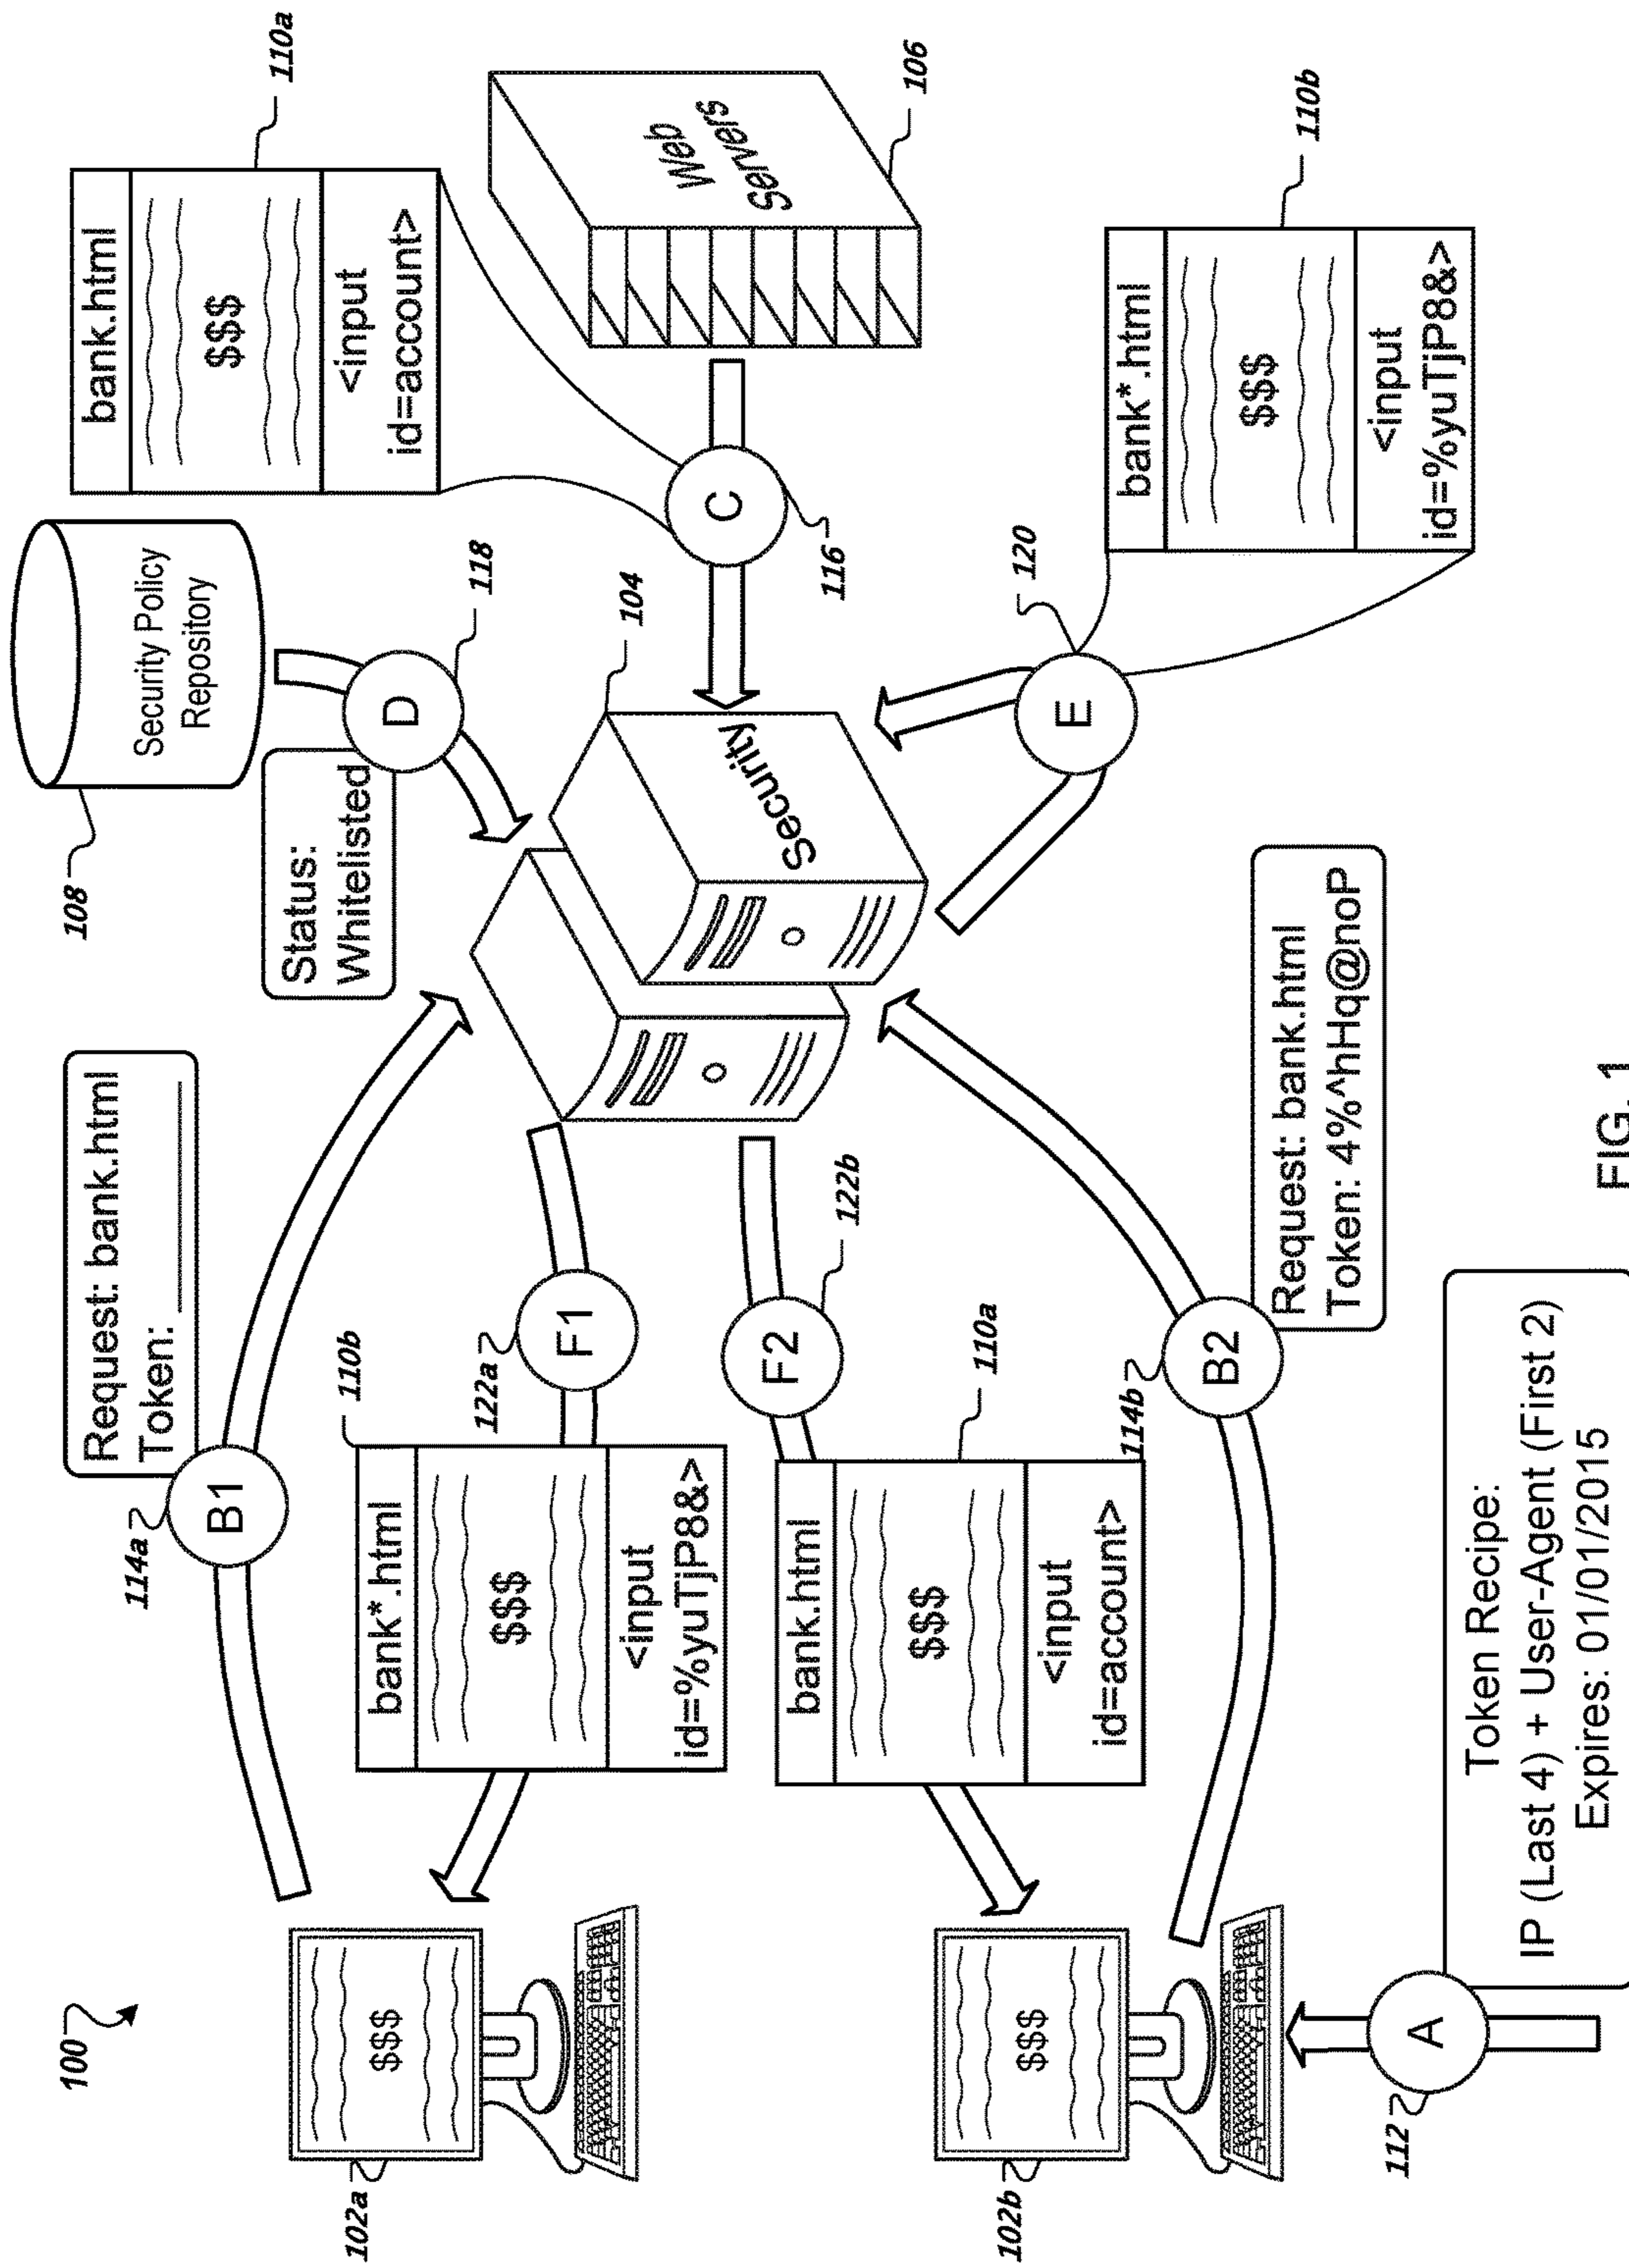 100
114a
B1
Request: bank.html
Token: ________
108
Security Policy
Repository
Status:
Whitelisted
D
118
bank.html
$$$
<input
id=account>
110a
102a
$$$
bank*.html
$$$
<input
id=%yuTjP8&>
110b
122a
F1
104
Security
C
116
Web
Servers
106
102b
$$$
bank.html
$$$
<input
id=account>
110a
F2
122b
114b
B2
Request: bank.html
Token: 4%^hHq@noP
E
120
bank*.html
$$$
<input
id=%yuTjP8&>
110b
112
A
Token Recipe:
IP (Last 4) + User-Agent (First 2)
Expires: 01/01/2015
FIG. 1